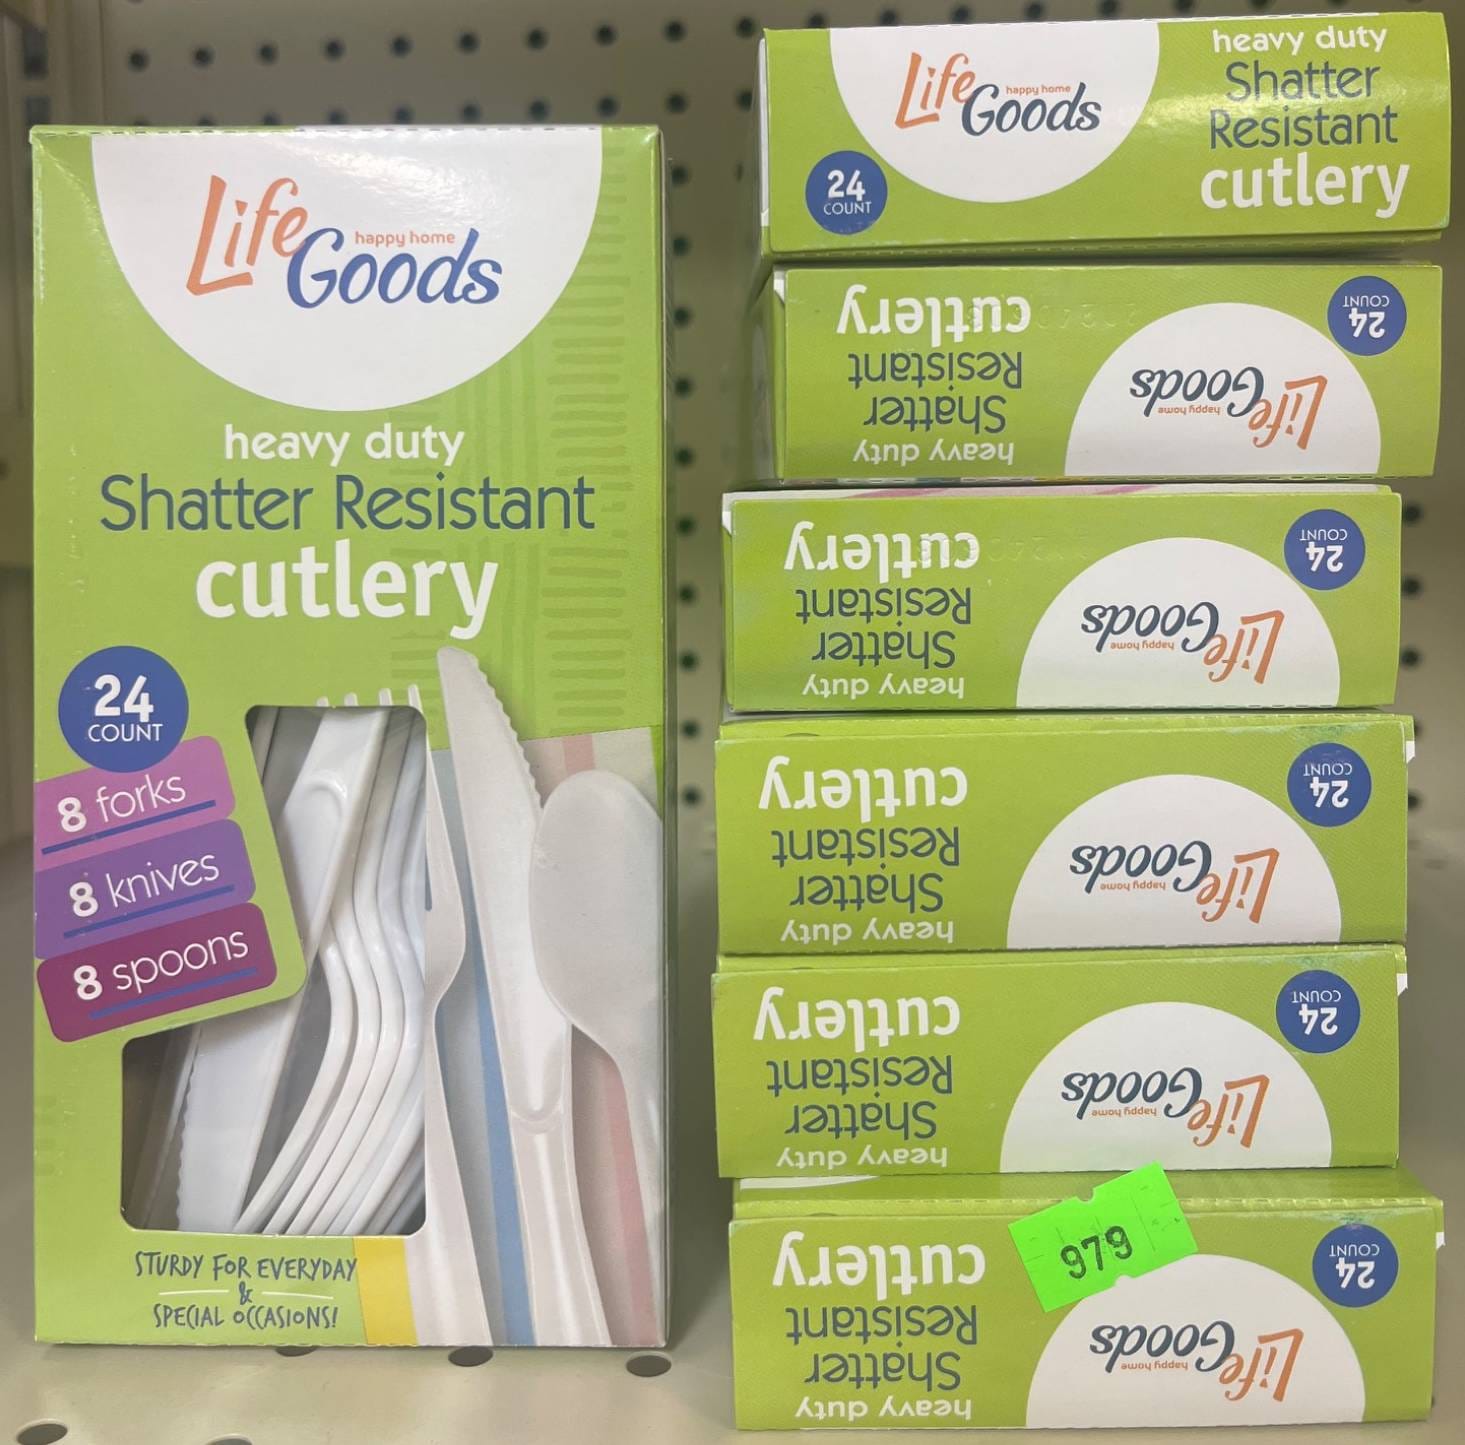 Life
happy home
Goods
heavy duty
Shatter Resistant
cutlery
24
COUNT
8 forks
8 knives
8 spoons
STURDY FOR EVERYDAY
&
SPECIAL OCCASIONS!
Life
happy home
Goods
24
COUNT
heavy duty
Shatter
Resistant
cutlery
Life
happy home
Goods
24
COUNT
heavy duty
Shatter
Resistant
cutlery
Life
happy home
Goods
24
COUNT
heavy duty
Shatter
Resistant
cutlery
Life
happy home
Goods
24
COUNT
heavy duty
Shatter
Resistant
cutlery
Life
happy home
Goods
24
COUNT
heavy duty
Shatter
Resistant
cutlery
979
Life
happy home
Goods
24
COUNT
heavy duty
Shatter
Resistant
cutlery